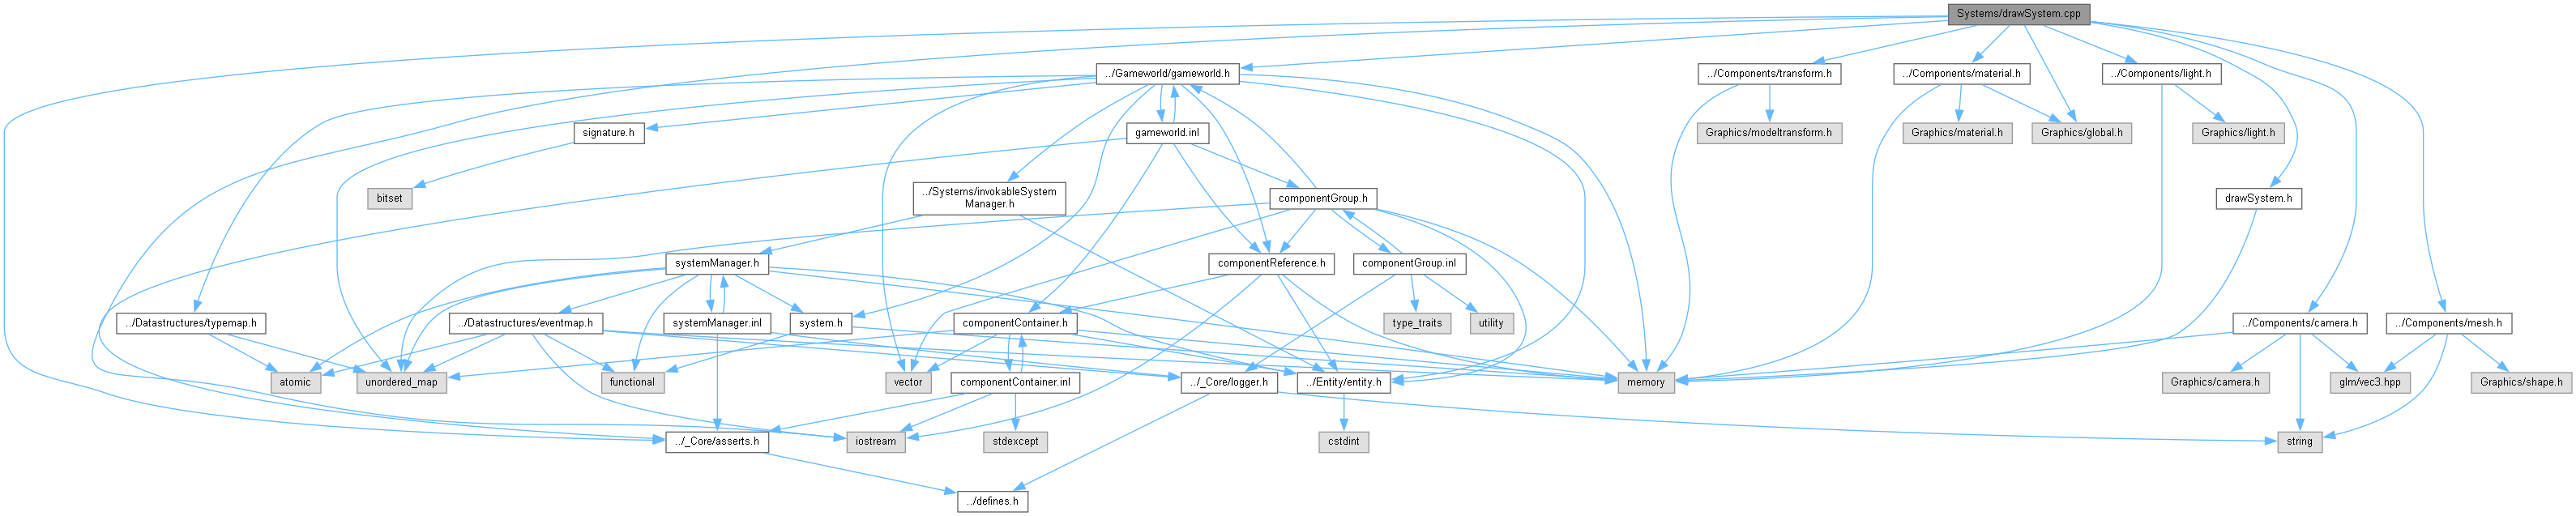 Systems/drawSystem.cpp
../Gameworld/gameworld.h
../Components/transform.h
../Components/material.h
../Components/light.h
signature.h
gameworld.inl
Graphics/modeltransform.h
Graphics/material.h
Graphics/global.h
Graphics/light.h
bitset
../Systems/invokableSystem
Manager.h
componentGroup.h
drawSystem.h
systemManager.h
componentReference.h
componentGroup.inl
../Datastructures/typemap.h
../Datastructures/eventmap.h
systemManager.inl
system.h
componentContainer.h
type_traits
utility
../Components/camera.h
../Components/mesh.h
atomic
unordered_map
functional
vector
componentContainer.inl
../_Core/logger.h
../Entity/entity.h
memory
Graphics/camera.h
glm/vec3.hpp
Graphics/shape.h
../_Core/asserts.h
iostream
stdexcept
cstdint
string
../defines.h